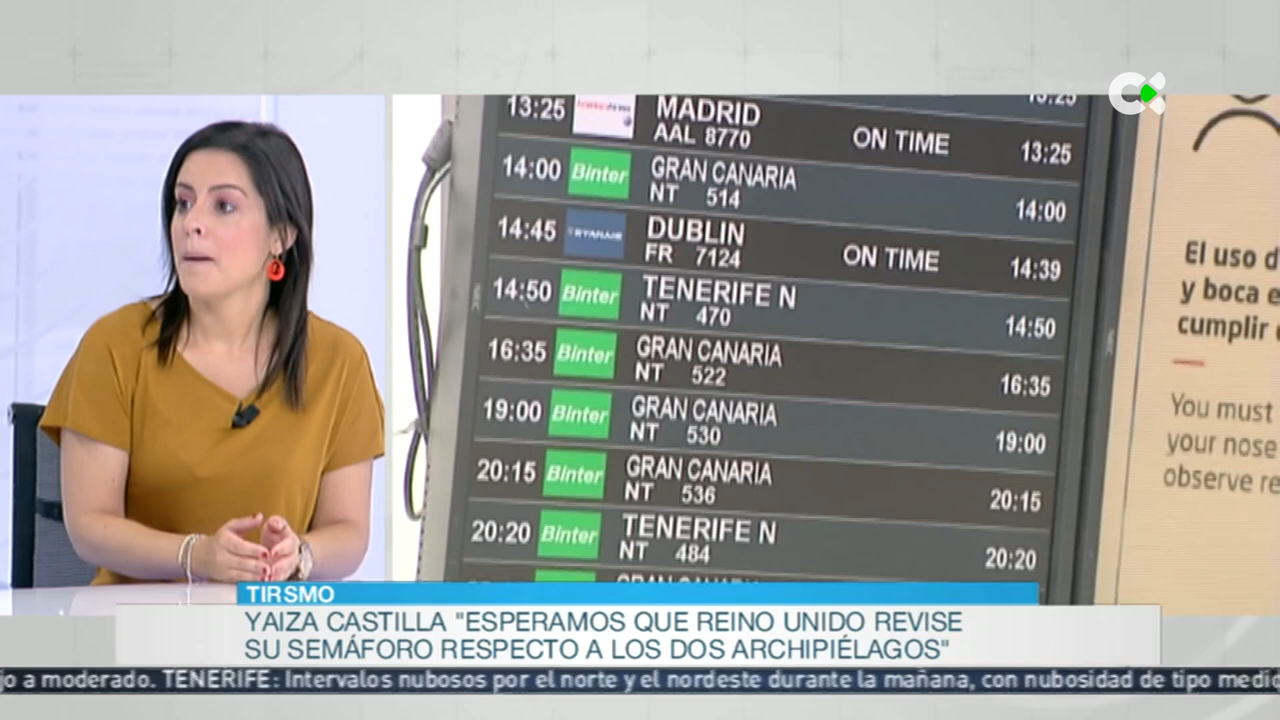 13:25
13:25 MADRID
AAL 8770 ON TIME 13:25
14:00 Binter GRAN CANARIA
NT 514 14:00
14:45 RYANAIR DUBLIN
FR 7124 ON TIME 14:39
14:50 Binter TENERIFE N
NT 470 14:50
16:35 Binter GRAN CANARIA
NT 522 16:35
19:00 Binter GRAN CANARIA
NT 530 19:00
20:15 Binter GRAN CANARIA
NT 536 20:15
20:20 Binter TENERIFE N
NT 484 20:20
GRAN CANARIA
El uso d
y boca e
cumplir
You must
your nose
observe re
TIRSMO
YAIZA CASTILLA "ESPERAMOS QUE REINO UNIDO REVISE
SU SEMÁFORO RESPECTO A LOS DOS ARCHIPIÉLAGOS"
jo a moderado. TENERIFE: Intervalos nubosos por el norte y el nordeste durante la mañana, con nubosidad de tipo medic